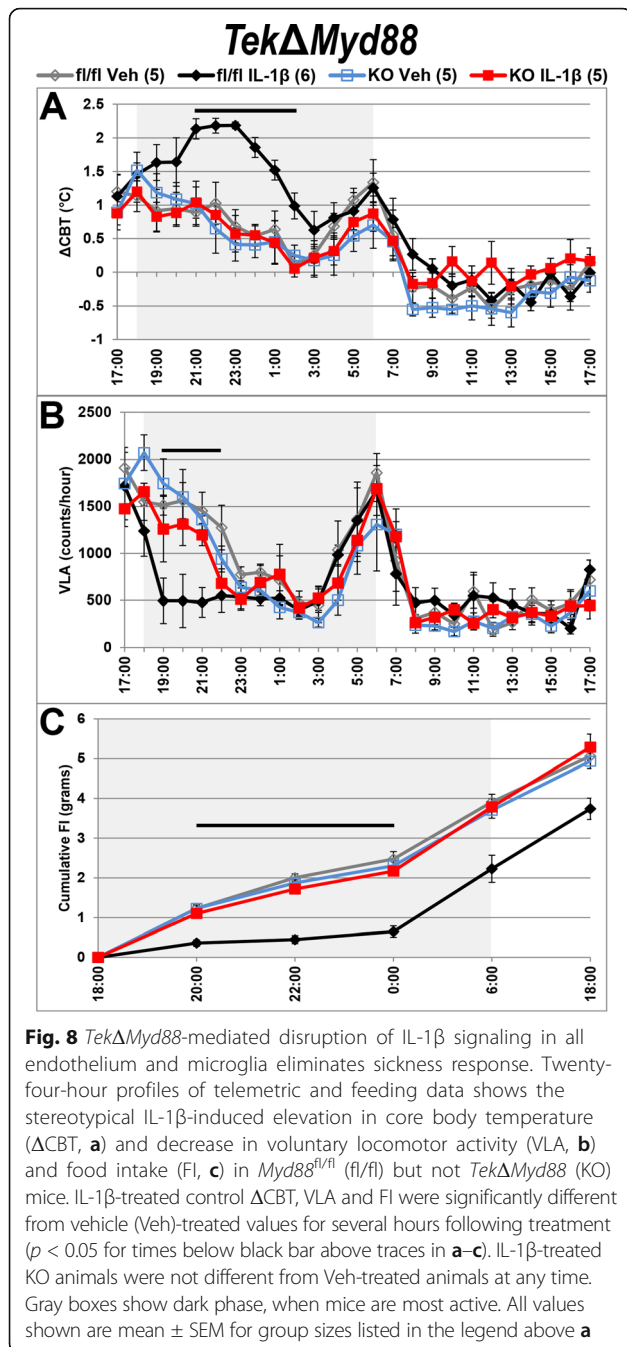 TekΔMyd88
fl/fl Veh (5) fl/fl IL-1β (6) KO Veh (5) KO IL-1β (5)
A
ΔCBT (°C)
2.5
2
1.5
1
0.5
0
-0.5
-1
17:00 19:00 21:00 23:00 1:00 3:00 5:00 7:00 9:00 11:00 13:00 15:00 17:00
B
VLA (counts/hour)
2500
2000
1500
1000
500
0
17:00 19:00 21:00 23:00 1:00 3:00 5:00 7:00 9:00 11:00 13:00 15:00 17:00
C
Cumulative FI (grams)
6
5
4
3
2
1
0
18:00 20:00 22:00 0:00 6:00 18:00
Fig. 8 TekΔMyd88-mediated disruption of IL-1β signaling in all
endothelium and microglia eliminates sickness response. Twenty-
four-hour profiles of telemetric and feeding data shows the
stereotypical IL-1β-induced elevation in core body temperature
(ΔCBT, a) and decrease in voluntary locomotor activity (VLA, b)
and food intake (FI, c) in Myd88fl/fl (fl/fl) but not TekΔMyd88 (KO)
mice. IL-1β-treated control ΔCBT, VLA and FI were significantly different
from vehicle (Veh)-treated values for several hours following treatment
(p < 0.05 for times below black bar above traces in a–c). IL-1β-treated
KO animals were not different from Veh-treated animals at any time.
Gray boxes show dark phase, when mice are most active. All values
shown are mean ± SEM for group sizes listed in the legend above a